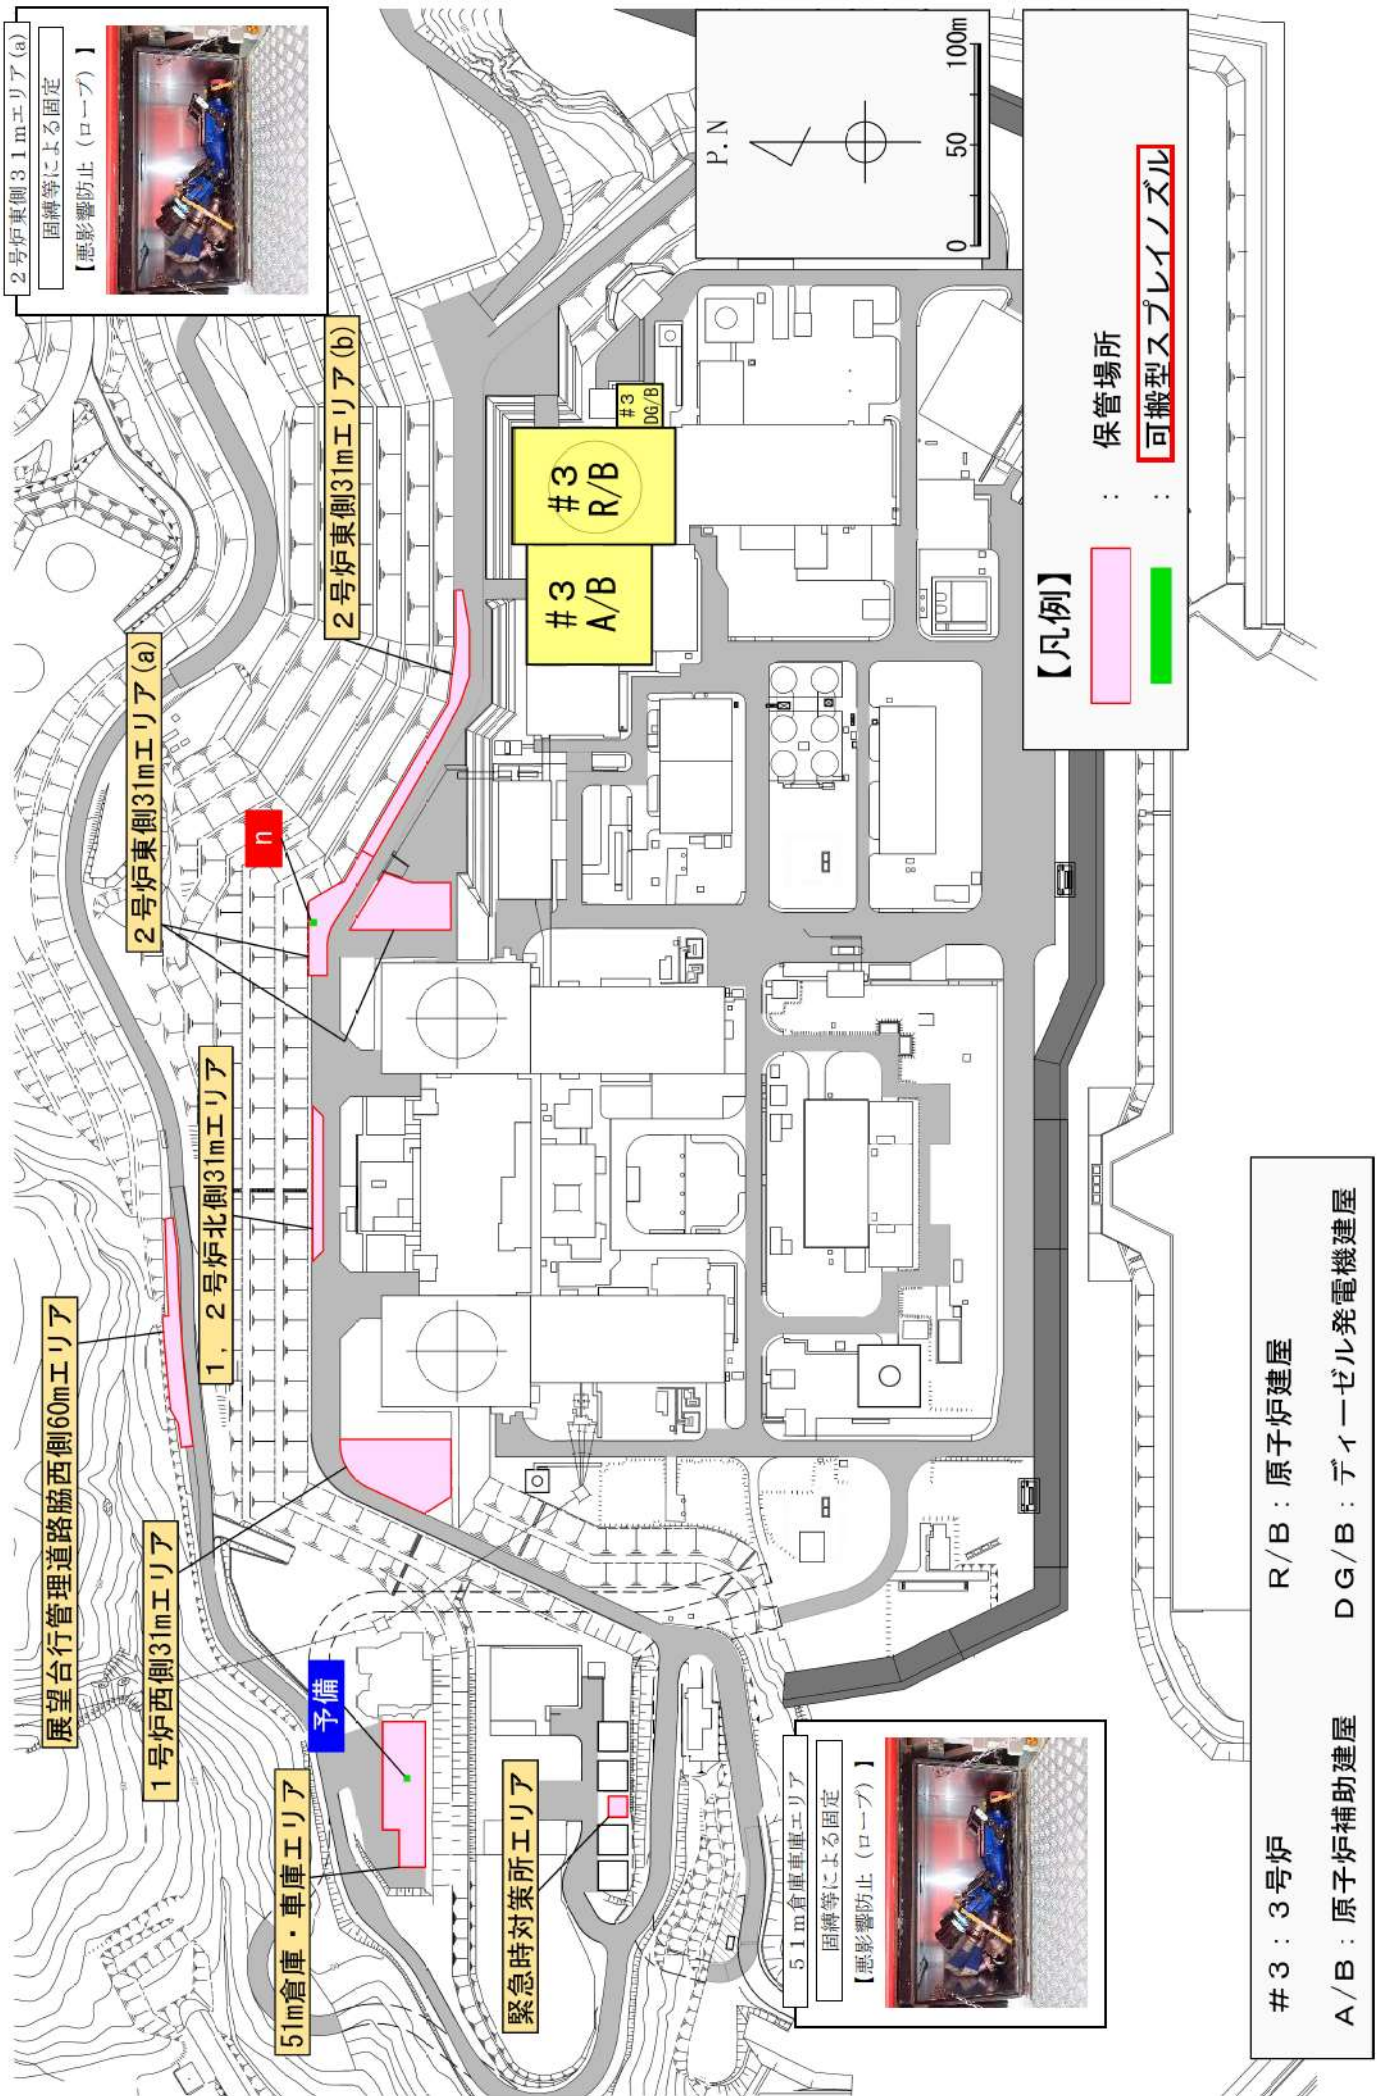 展望台行管理道路脇西側60mエリア
1号炉西側31mエリア
51m倉庫・車庫エリア
予備
緊急時対策所エリア
1，2号炉北側31mエリア
2号炉東側31mエリア(a)
n
2号炉東側31mエリア(b)
2号炉東側31mエリア(a)
固縛等による固定
【悪影響防止（ロープ）】
51m倉庫車庫エリア
固縛等による固定
【悪影響防止（ロープ）】
#3
A/B
#3
R/B
#3
DG/B
P.N
0 50 100m
【凡例】
： 保管場所
： 可搬型スプレイノズル
#3：3号炉 R/B：原子炉建屋
A/B：原子炉補助建屋 DG/B：ディーゼル発電機建屋